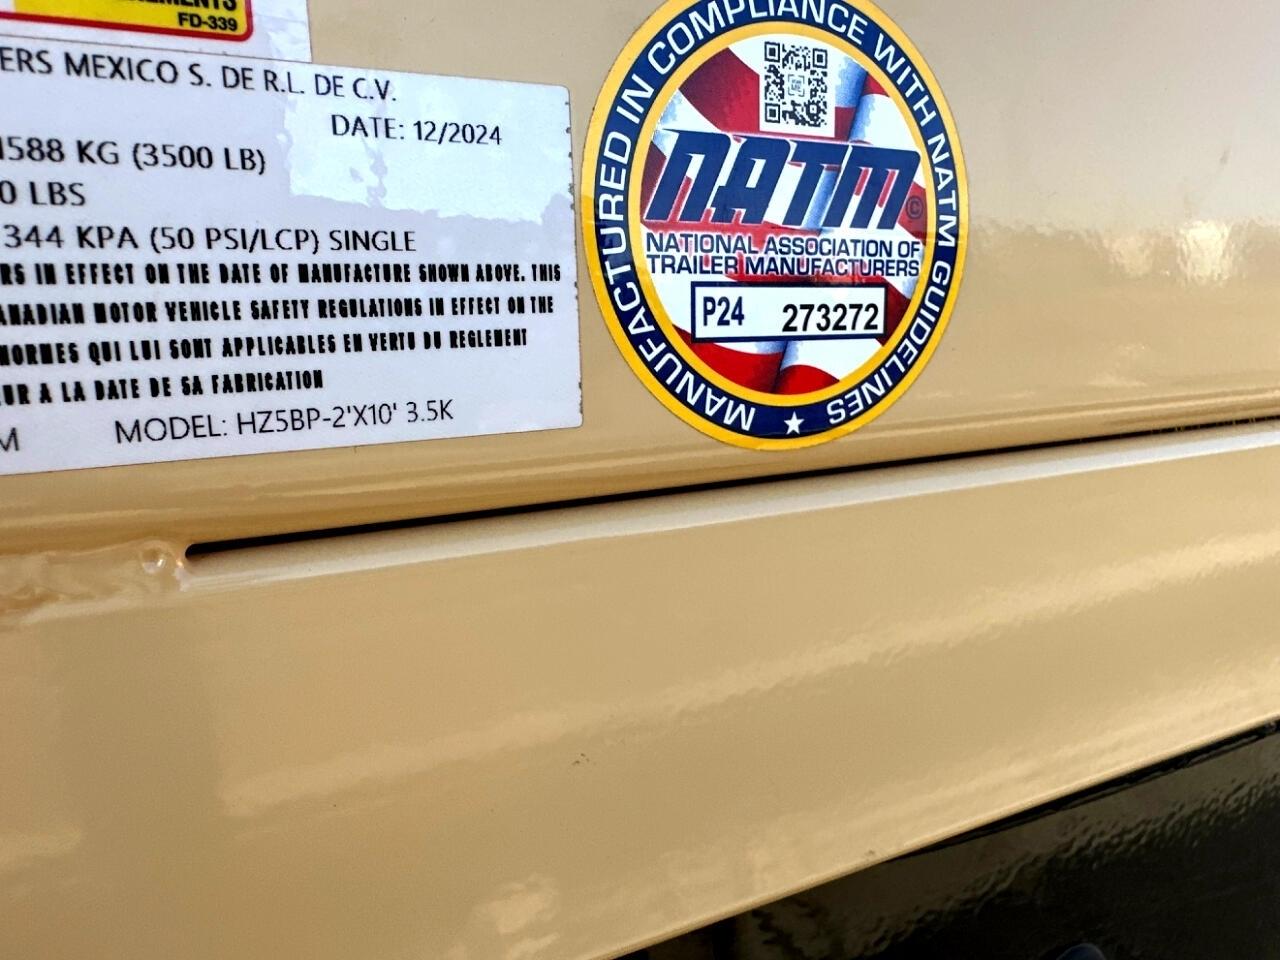 FD-339
ERS MEXICO S. DE R.L. DE C.V.
DATE: 12/2024
1588 KG (3500 LB)
0 LBS
344 KPA (50 PSI/LCP) SINGLE
RS IN EFFECT ON THE DATE OF MANUFACTURE SHOWN ABOVE. THIS
ANADIAN MOTOR VEHICLE SAFETY REGULATIONS IN EFFECT ON THE
NORMES QUI LUI SONT APPLICABLES EN VERTU DU REGLEMENT
UR A LA DATE DE SA FABRICATION
M MODEL: HZ5BP-2'X10' 3.5K
MANUFACTURED IN COMPLIANCE WITH NATM GUIDELINES
NATM©
NATIONAL ASSOCIATION OF
TRAILER MANUFACTURERS
P24 273272